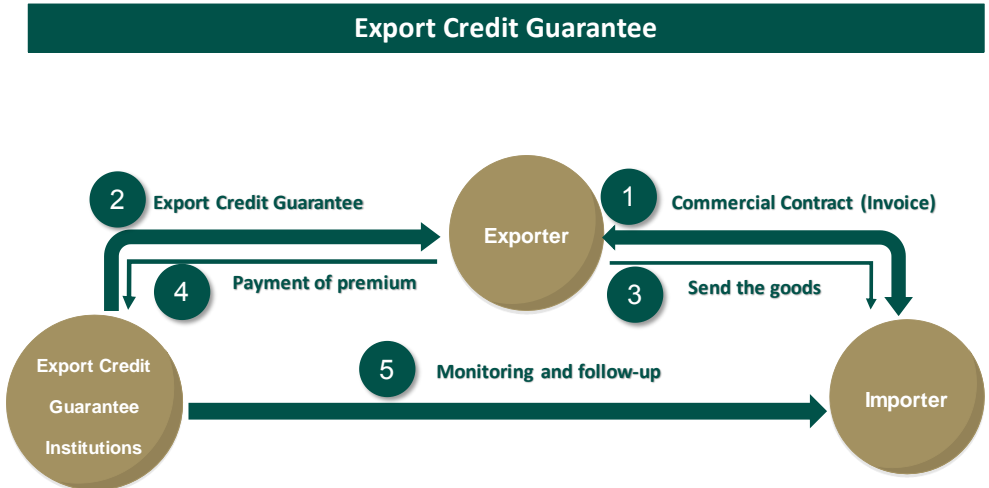 Export Credit Guarantee
2
Export Credit Guarantee
Exporter
1
Commercial Contract (Invoice)
4
Payment of premium
3
Send the goods
Export Credit
Guarantee
Institutions
5
Monitoring and follow-up
Importer